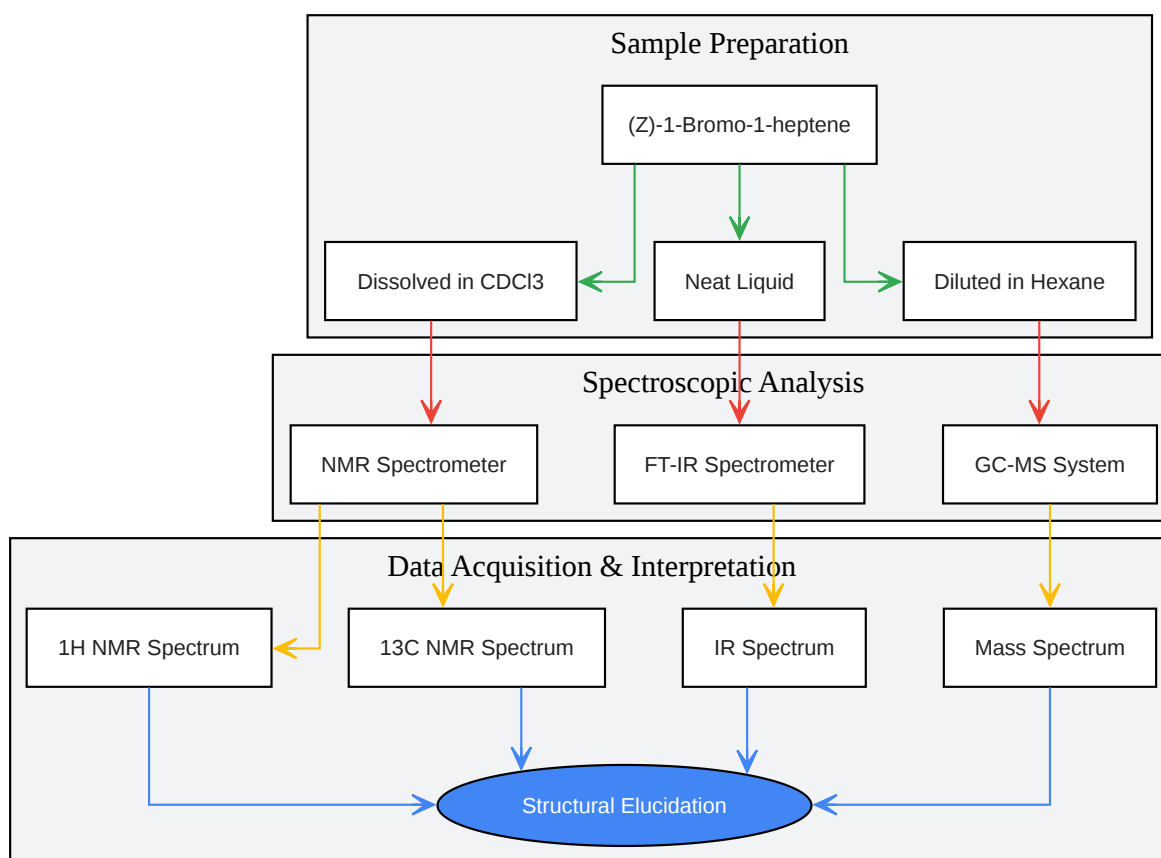 Sample Preparation
(Z)-1-Bromo-1-heptene
Dissolved in CDCl3
Neat Liquid
Diluted in Hexane
Spectroscopic Analysis
NMR Spectrometer
FT-IR Spectrometer
GC-MS System
Data Acquisition & Interpretation
1H NMR Spectrum
13C NMR Spectrum
IR Spectrum
Mass Spectrum
Structural Elucidation